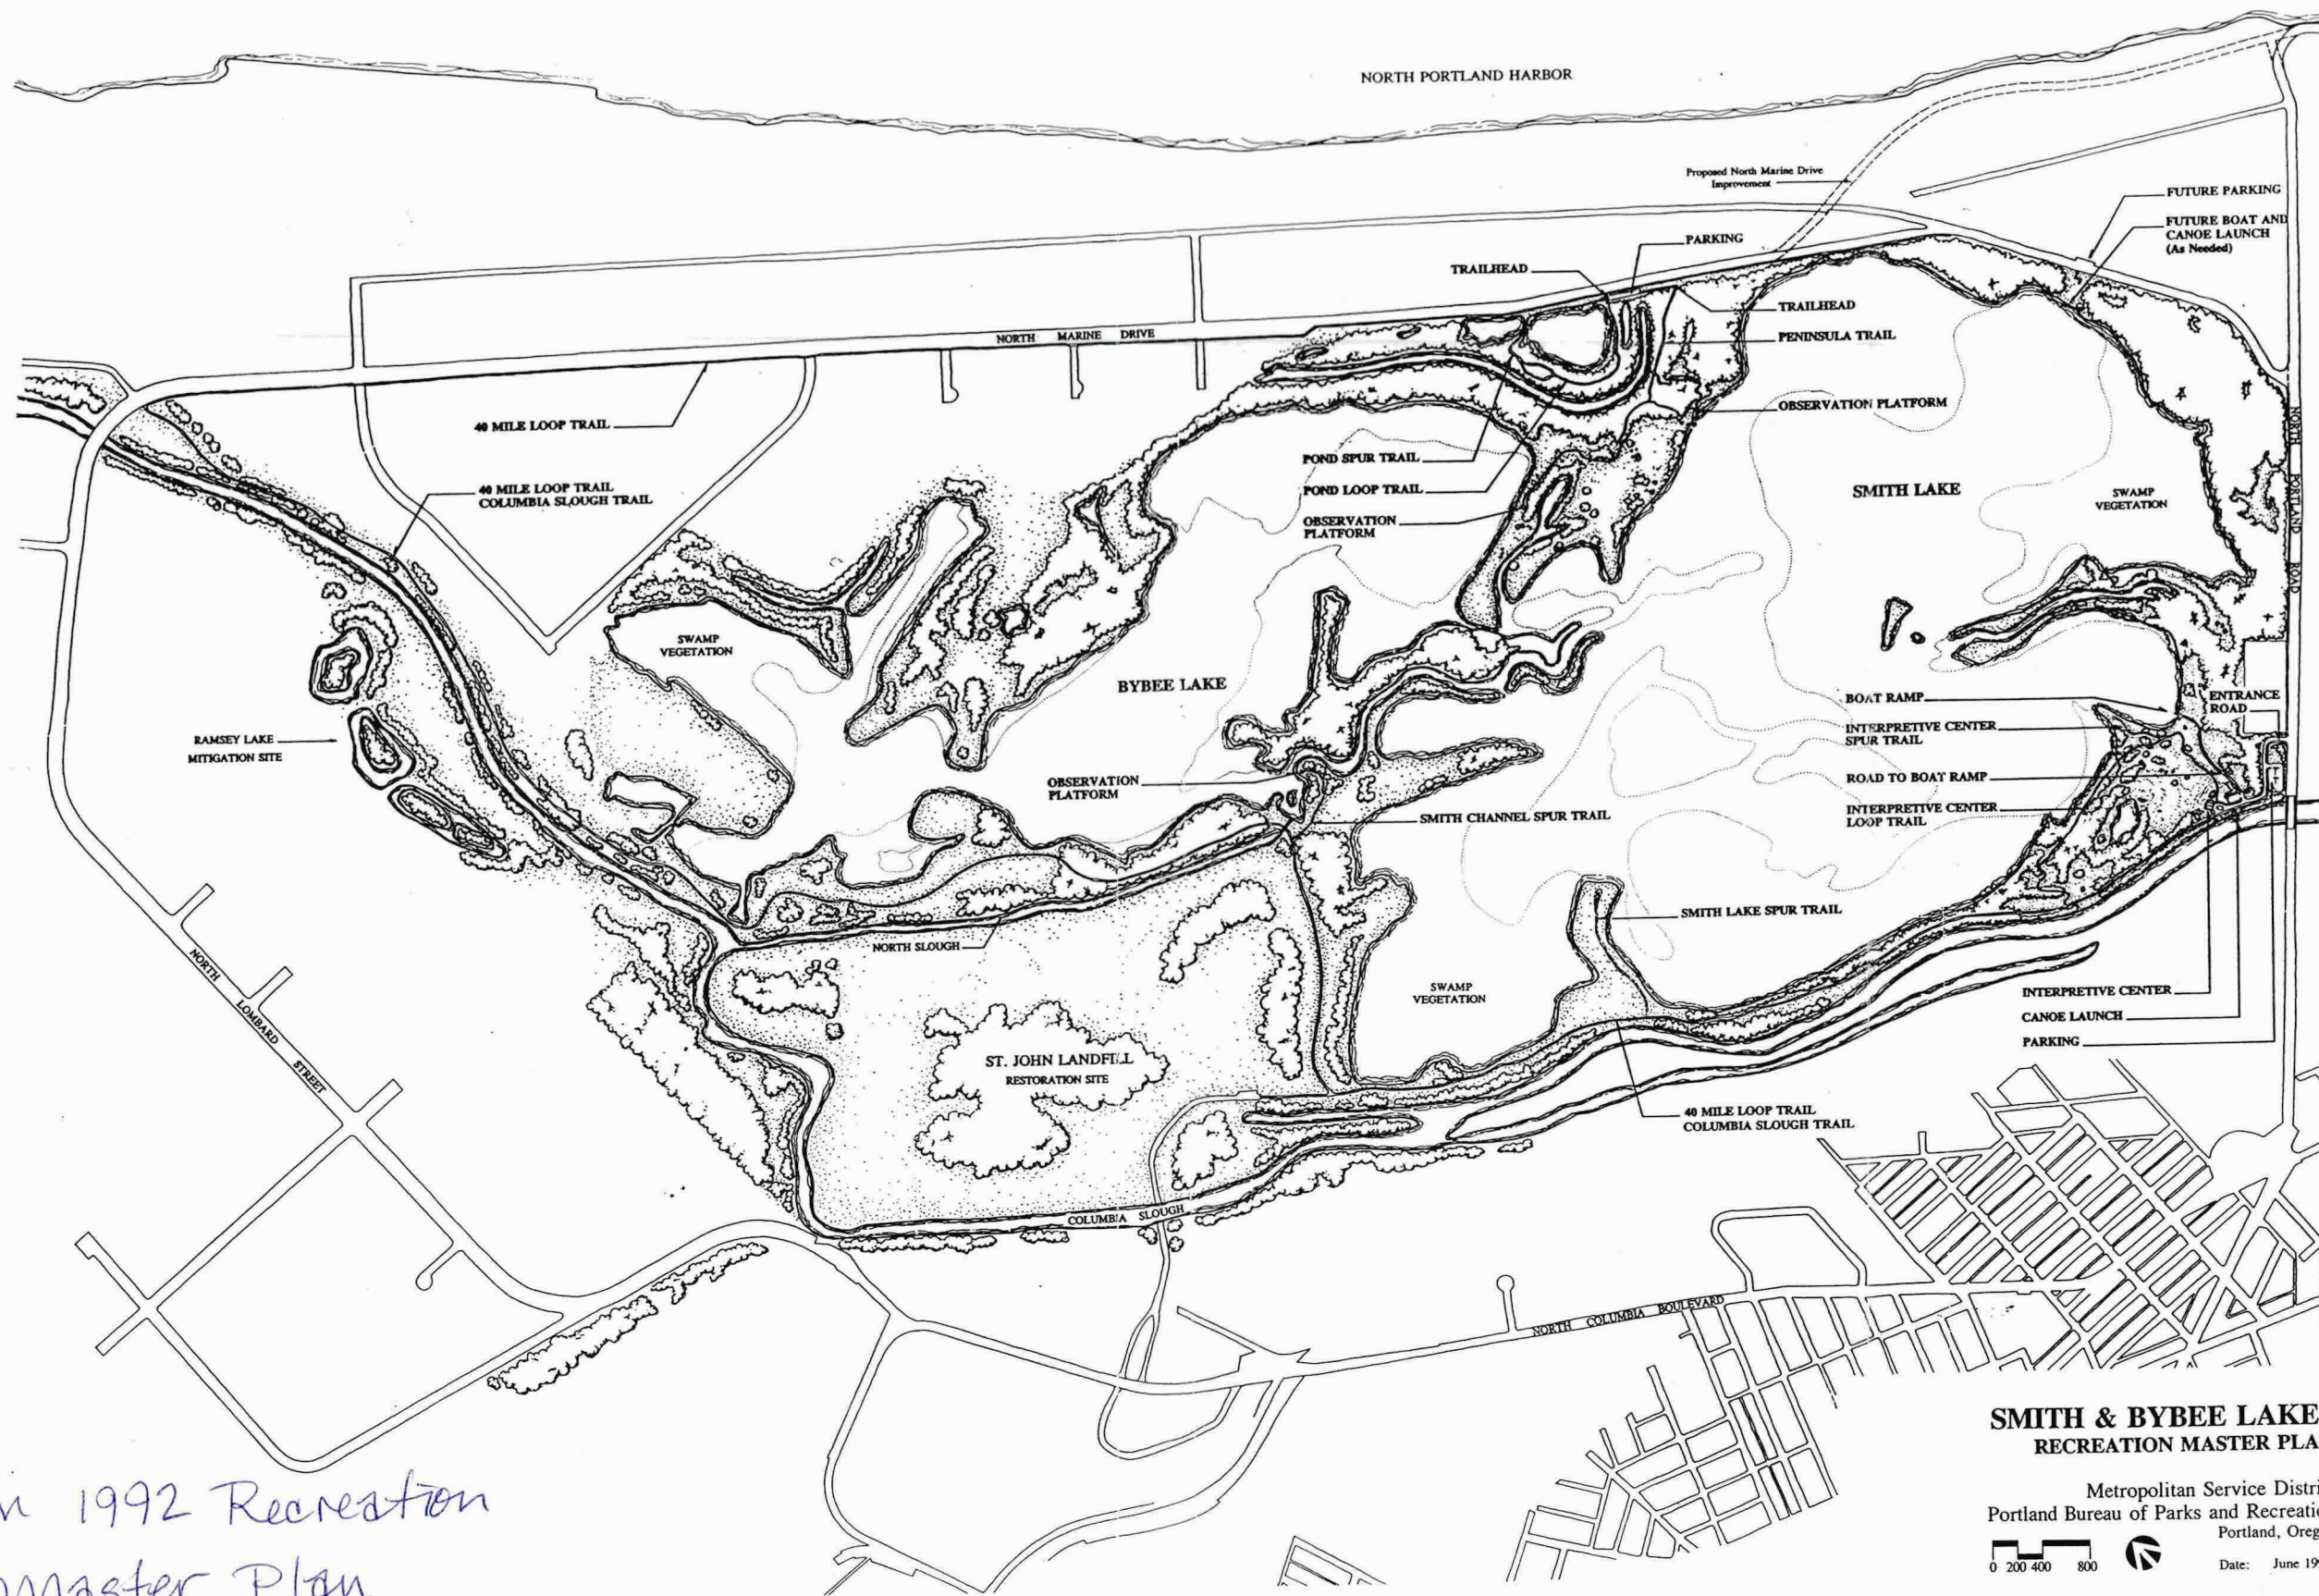 NORTH PORTLAND HARBOR
Proposed North Marine Drive
Improvement
FUTURE PARKING
FUTURE BOAT AND
CANOE LAUNCH
(As Needed)
PARKING
TRAILHEAD
TRAILHEAD
PENINSULA TRAIL
NORTH MARINE DRIVE
OBSERVATION PLATFORM
40 MILE LOOP TRAIL
POND SPUR TRAIL
40 MILE LOOP TRAIL
COLUMBIA SLOUGH TRAIL
POND LOOP TRAIL
SMITH LAKE
SWAMP
VEGETATION
NORTH PORTLAND ROAD
OBSERVATION
PLATFORM
SWAMP
VEGETATION
BYBEE LAKE
BOAT RAMP
ENTRANCE
ROAD
INTERPRETIVE CENTER
SPUR TRAIL
RAMSEY LAKE
MITIGATION SITE
OBSERVATION
PLATFORM
ROAD TO BOAT RAMP
INTERPRETIVE CENTER
LOOP TRAIL
SMITH CHANNEL SPUR TRAIL
SMITH LAKE SPUR TRAIL
NORTH SLOUGH
NORTH LOMBARD STREET
SWAMP
VEGETATION
INTERPRETIVE CENTER
CANOE LAUNCH
PARKING
ST. JOHN LANDFILL
RESTORATION SITE
40 MILE LOOP TRAIL
COLUMBIA SLOUGH TRAIL
COLUMBIA SLOUGH
NORTH COLUMBIA BOULEVARD
SMITH & BYBEE LAKE
RECREATION MASTER PLA
Metropolitan Service Distri
Portland Bureau of Parks and Recreati
Portland, Oreg
0 200 400 800
Date: June 19
1992 Recreation
master Plan